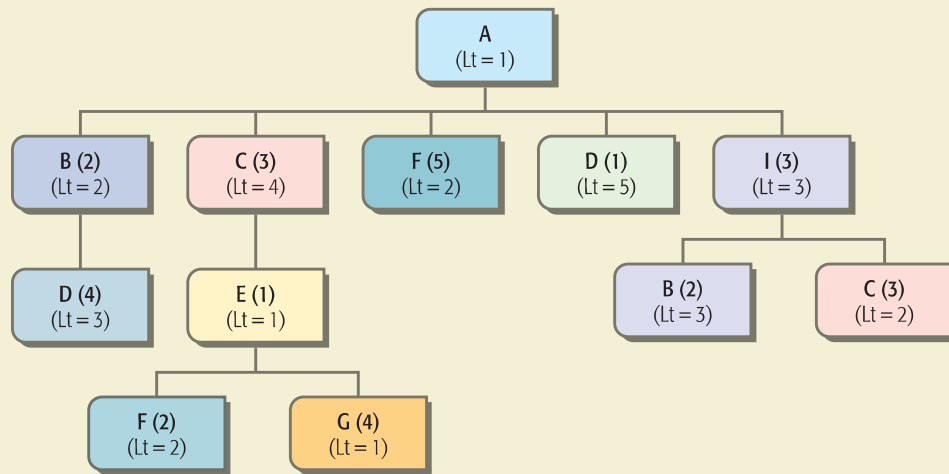 A
(Lt = 1)
B (2)
(Lt = 2)
C (3)
(Lt = 4)
F (5)
(Lt = 2)
D (1)
(Lt = 5)
I (3)
(Lt = 3)
D (4)
(Lt = 3)
E (1)
(Lt = 1)
B (2)
(Lt = 3)
C (3)
(Lt = 2)
F (2)
(Lt = 2)
G (4)
(Lt = 1)